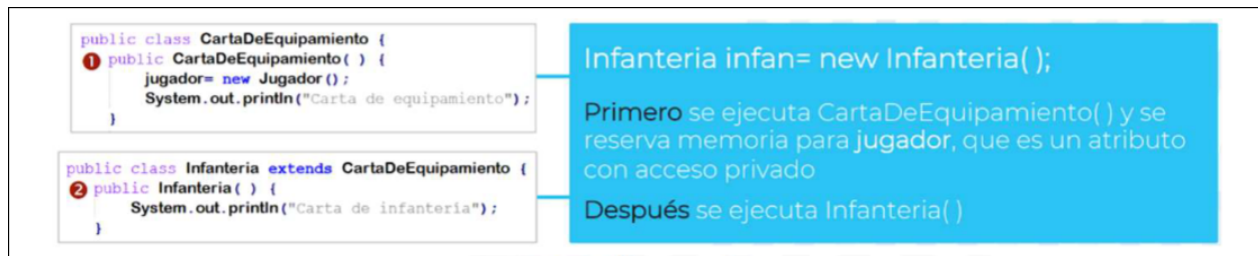 public class CartaDeEquipamiento {
1 public CartaDeEquipamiento( ) {
jugador= new Jugador();
System.out.println("Carta de equipamiento");
}
public class Infanteria extends CartaDeEquipamiento {
2 public Infanteria( ) {
System.out.println("Carta de infantería");
}
Infanteria infan= new Infanteria( );
Primero se ejecuta CartaDeEquipamiento( ) y se
reserva memoria para jugador, que es un atributo
con acceso privado
Después se ejecuta Infanteria( )